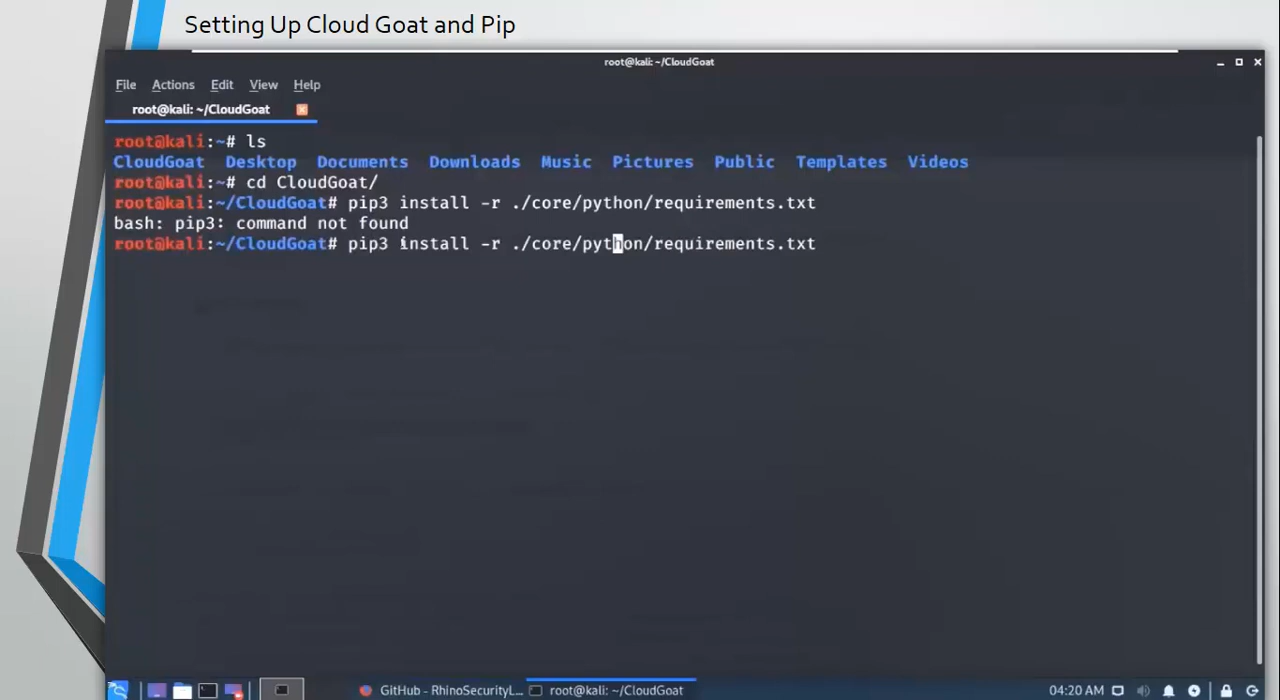 Setting Up Cloud Goat and Pip
root@kali: ~/CloudGoat
File Actions Edit View Help
root@kali: ~/CloudGoat
root@kali:~# ls
CloudGoat Desktop Documents Downloads Music Pictures Public Templates Videos
root@kali:~# cd CloudGoat/
root@kali:~/CloudGoat# pip3 install -r ./core/python/requirements.txt
bash: pip3: command not found
root@kali:~/CloudGoat# pip3 install -r ./core/python/requirements.txt
GitHub - RhinoSecurityL... root@kali: ~/CloudGoat 04:20 AM